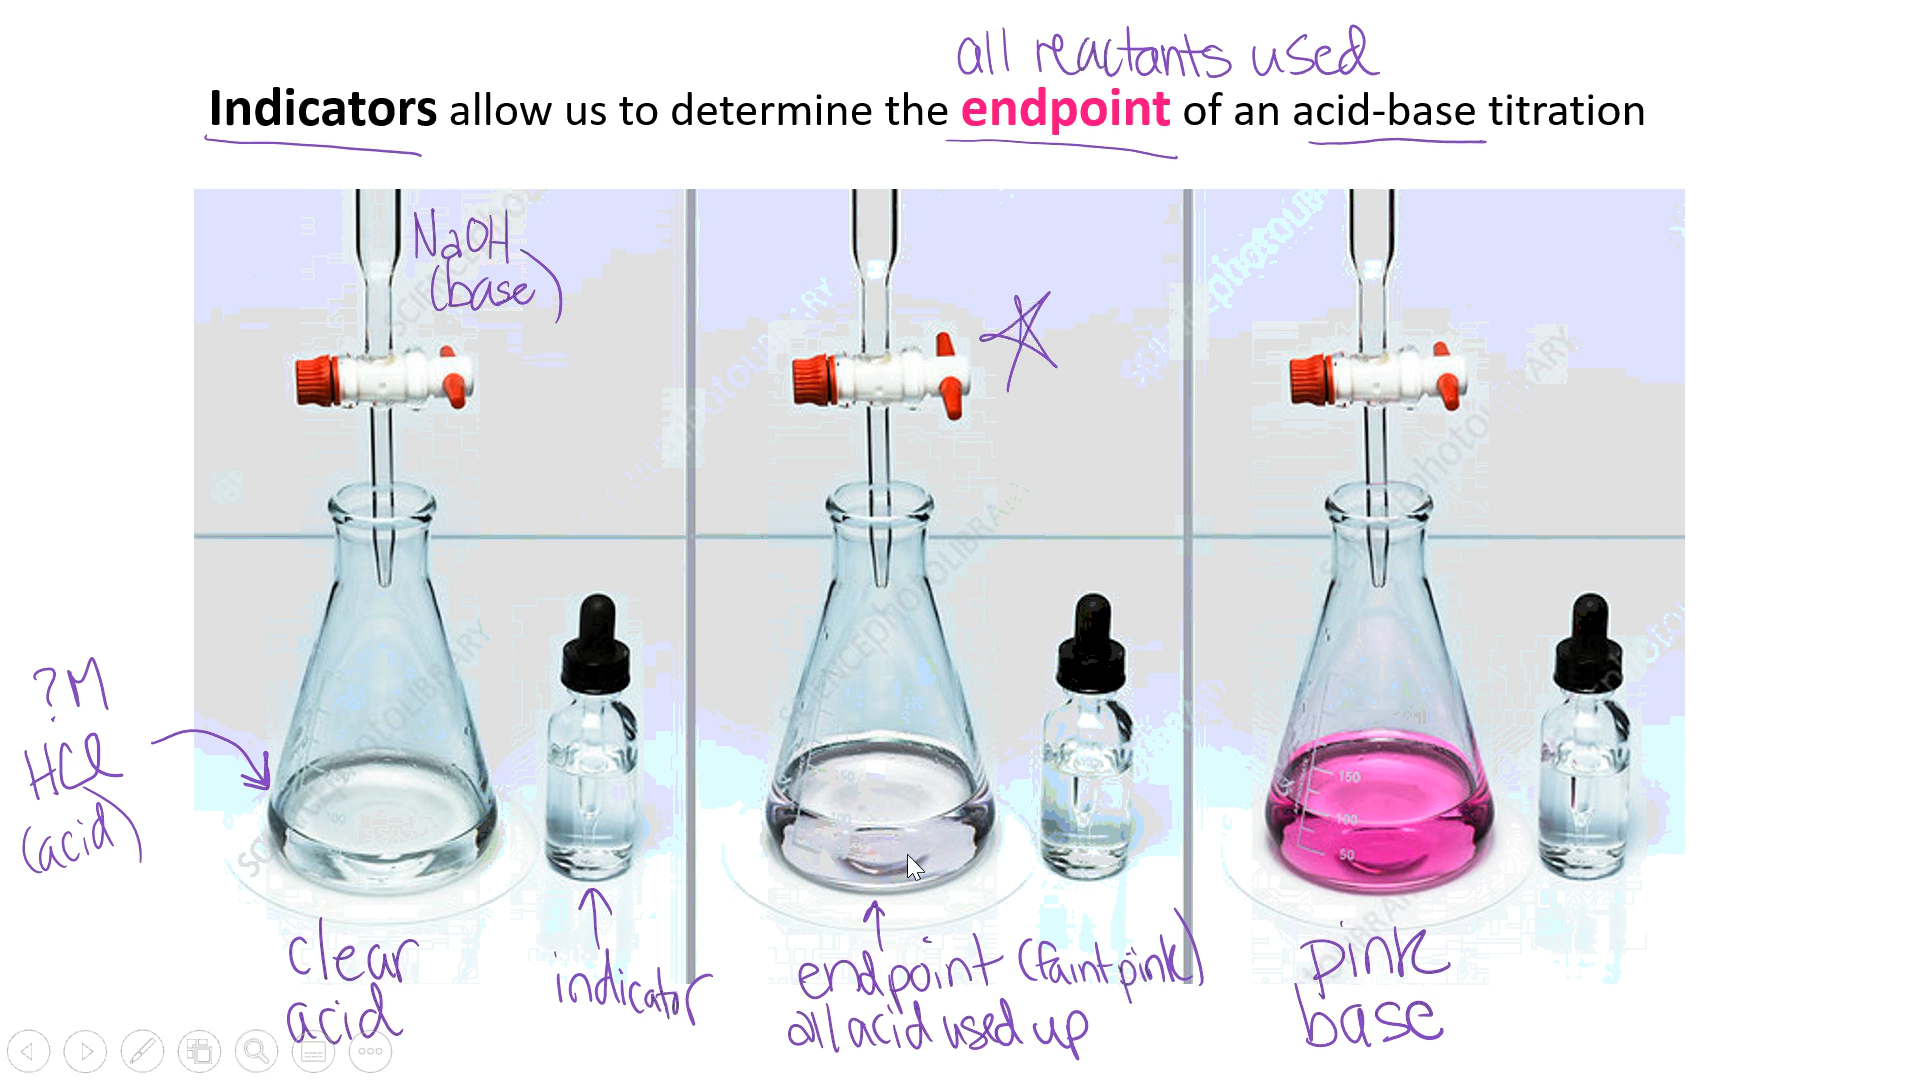 all reactants used
Indicators allow us to determine the endpoint of an acid-base titration
NaOH
(base)
?M
HCl
(acid)
clear
acid
indicator
endpoint (faint pink)
all acid used up
pink
base
150
100
50
SCIENCEphotOLIBRARY